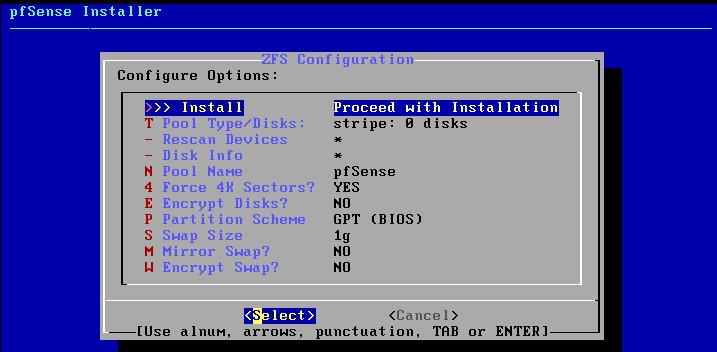 pfSense Installer
ZFS Configuration
Configure Options:
>>> Install Proceed with Installation
T Pool Type/Disks: stripe: 0 disks
- Rescan Devices *
- Disk Info *
N Pool Name pfSense
4 Force 4K Sectors? YES
E Encrypt Disks? NO
P Partition Scheme GPT (BIOS)
S Swap Size 1g
M Mirror Swap? NO
W Encrypt Swap? NO
<Select> <Cancel>
[Use alnum, arrows, punctuation, TAB or ENTER]